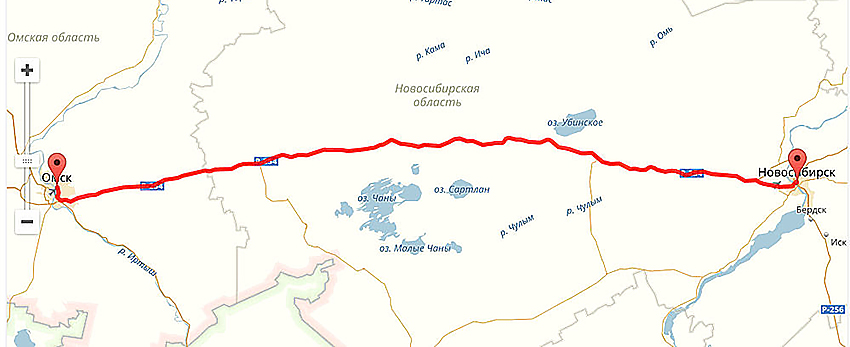 Омская область
р. Кама
р. Ича
р. Омь
Новосибирская
область
оз. Убинское
Р-254
Омск
Новосибирск
оз. Чаны
оз. Сартлан
р. Чулым
р. Чулым
Бердск
оз. Малые Чаны
Иск
р. Иртыш
Р-256